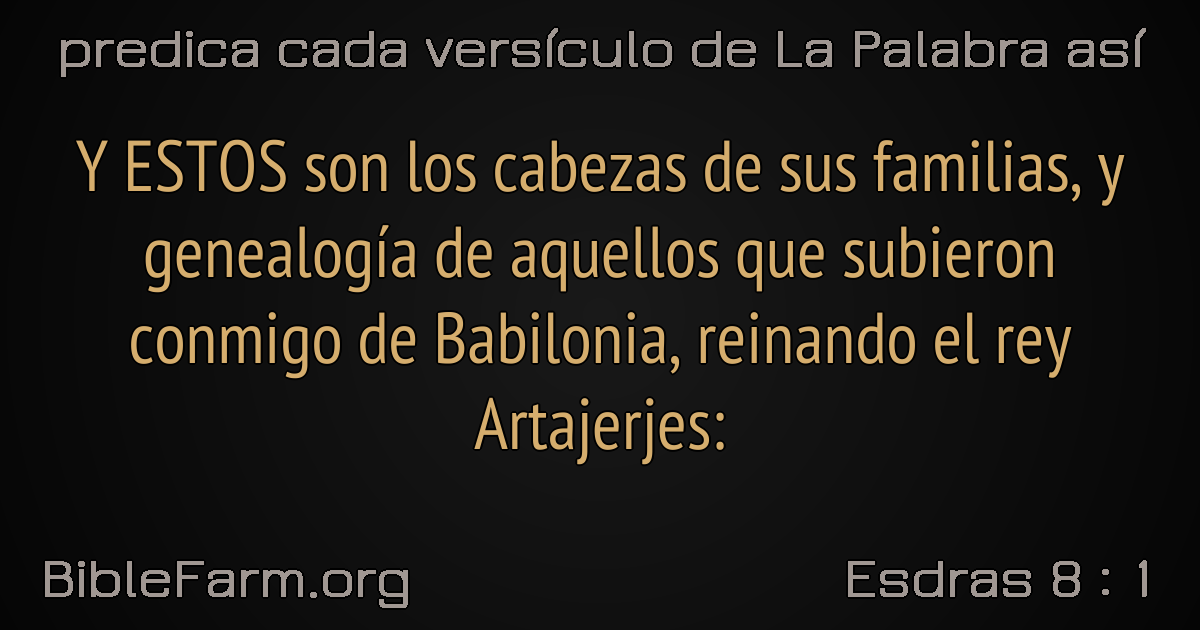 predica cada versículo de La Palabra así
Y ESTOS son los cabezas de sus familias, y
genealogía de aquellos que subieron
conmigo de Babilonia, reinando el rey
Artajerjes:
BibleFarm.org
Esdras 8 : 1